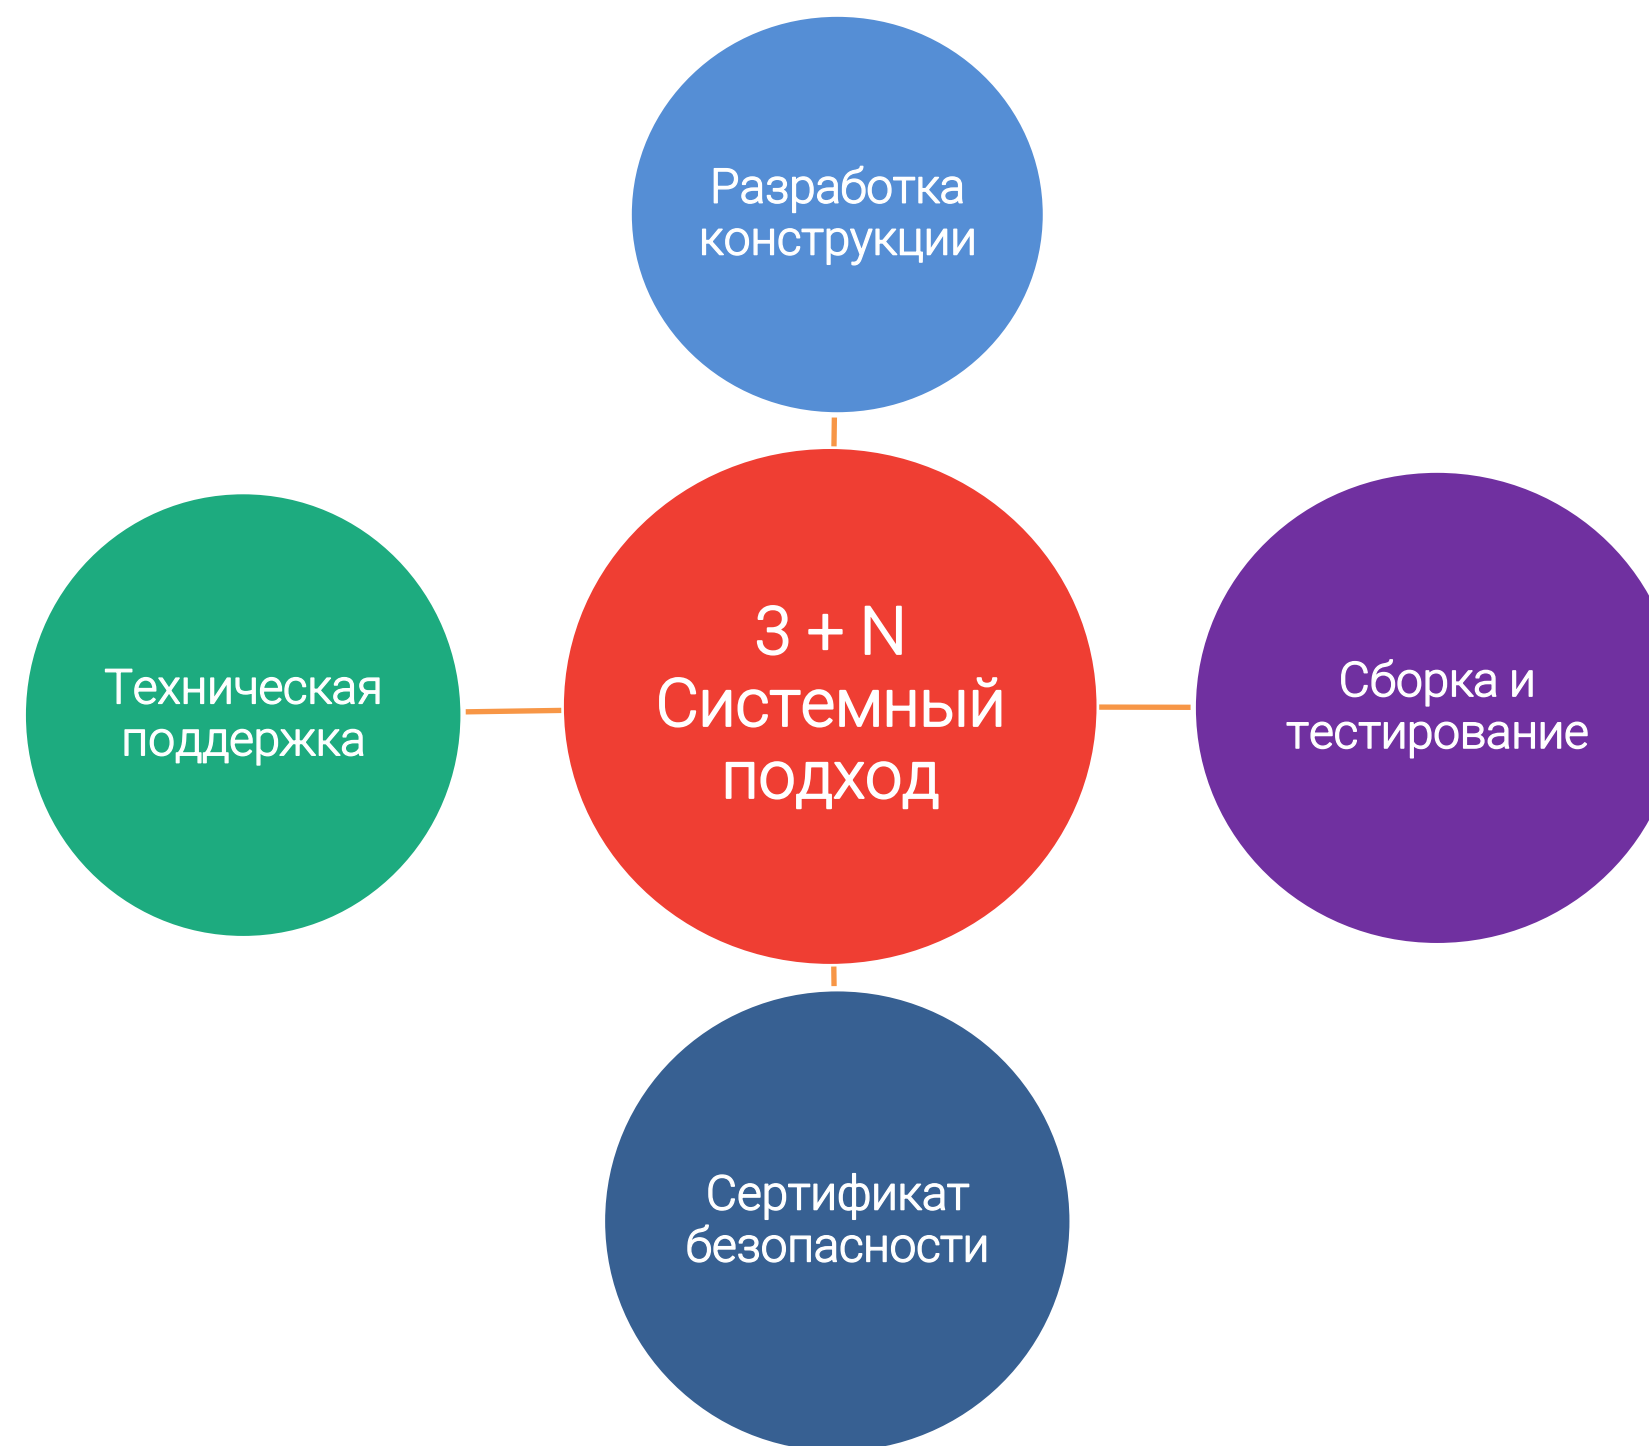 Разработка
конструкции
Техническая
поддержка
3 + N
Системный
подход
Сборка и
тестирование
Сертификат
безопасности